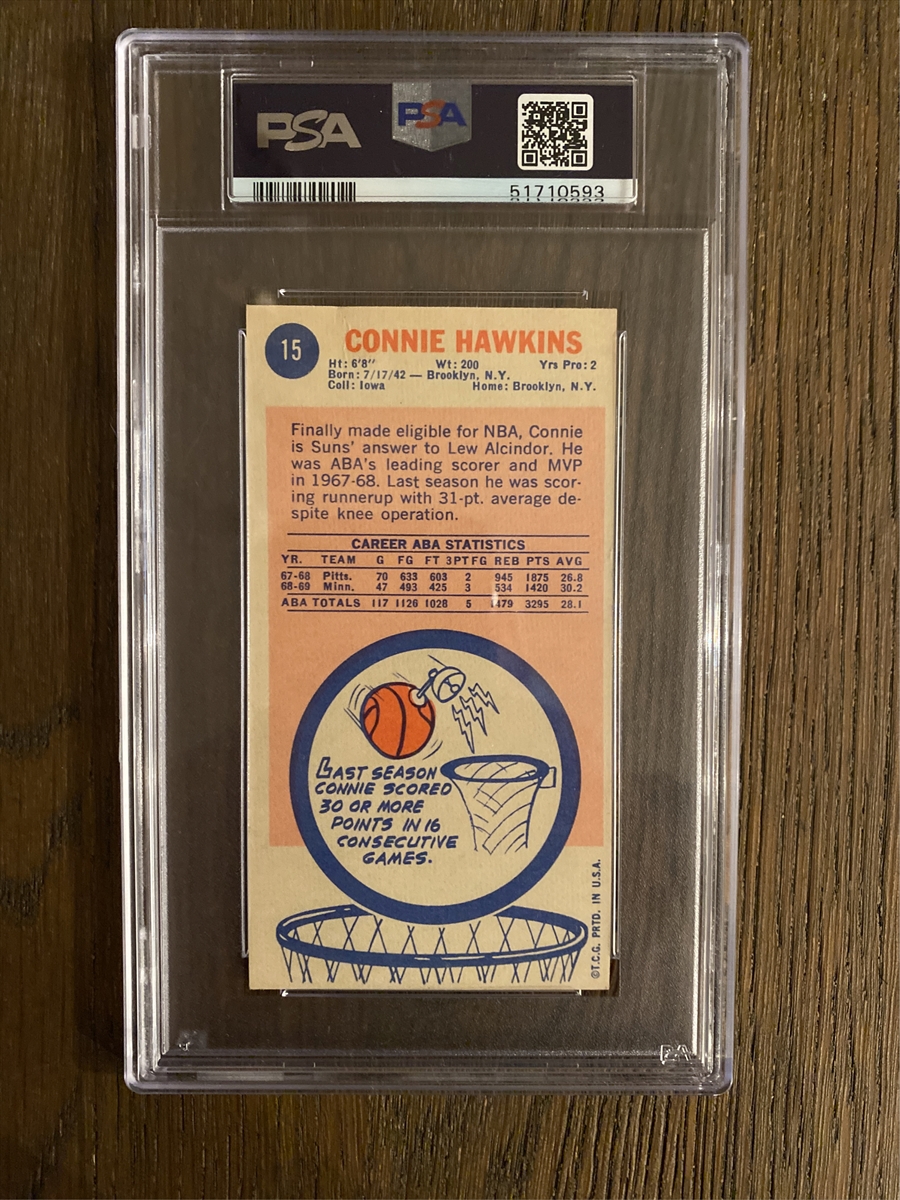 PSA
PSA
51710593
15
CONNIE HAWKINS
Ht: 6'8" Wt: 200 Yrs Pro: 2
Born: 7/17/42 — Brooklyn, N.Y.
Coll: Iowa Home: Brooklyn, N.Y.
Finally made eligible for NBA, Connie
is Suns' answer to Lew Alcindor. He
was ABA's leading scorer and MVP
in 1967-68. Last season he was scor-
ing runnerup with 31-pt. average de-
spite knee operation.
CAREER ABA STATISTICS
YR. TEAM G FG FT 3PTFG REB PTS AVG
67-68 Pitts. 70 633 603 2 945 1875 26.8
68-69 Minn. 47 493 425 3 534 1420 30.2
ABA TOTALS 117 1126 1028 5 1479 3295 28.1
LAST SEASON
CONNIE SCORED
30 OR MORE
POINTS IN 16
CONSECUTIVE
GAMES.
©T.C.G. PRTD. IN U.S.A.